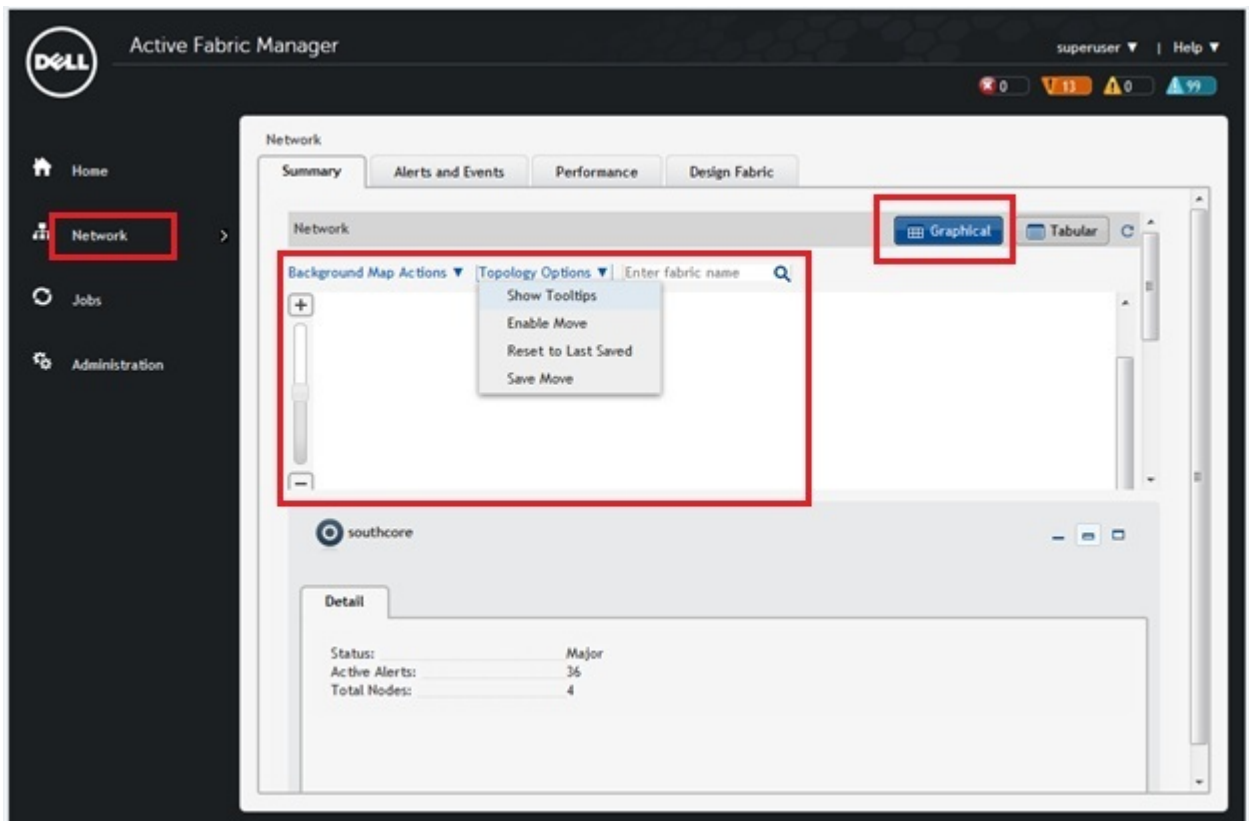 DELL
Active Fabric Manager
superuser ▼ | Help ▼
0 13 0 99
Home
Network >
Jobs
Administration
Network
Summary Alerts and Events Performance Design Fabric
Network Graphical Tabular
Background Map Actions ▼ Topology Options ▼ Enter fabric name
Show Tooltips
Enable Move
Reset to Last Saved
Save Move
southcore
Detail
Status: Major
Active Alerts: 36
Total Nodes: 4